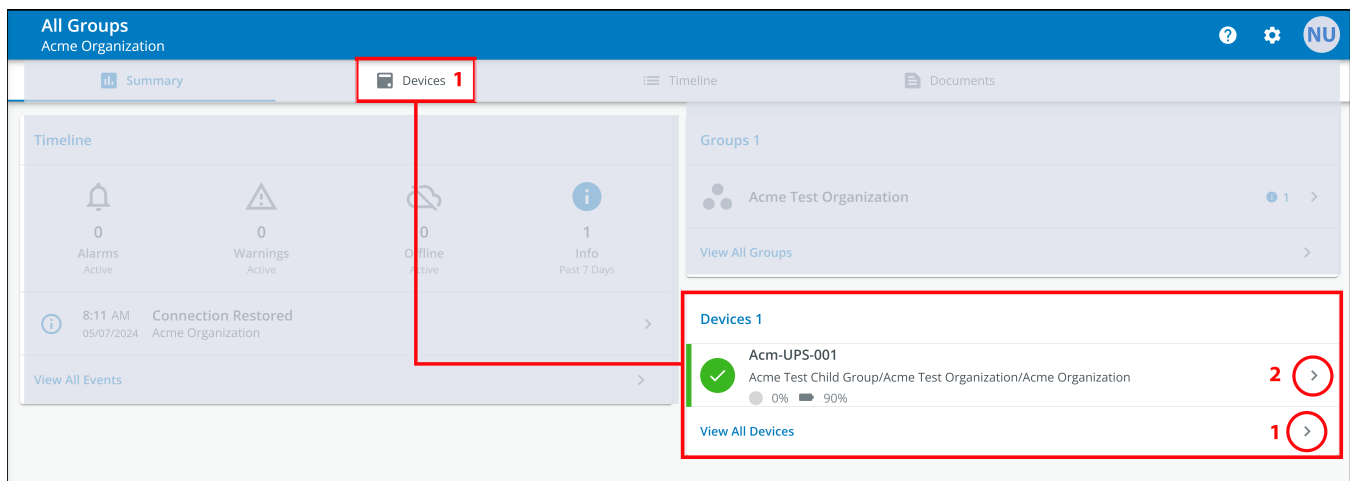 All Groups
Acme Organization
NU
Summary
Devices 1
Timeline
Documents
Timeline
0
Alarms
Active
0
Warnings
Active
0
Offline
Active
1
Info
Past 7 Days
8:11 AM Connection Restored
05/07/2024 Acme Organization
View All Events
Groups 1
Acme Test Organization 1
View All Groups
Devices 1
Acm-UPS-001
Acme Test Child Group/Acme Test Organization/Acme Organization
2
0% 90%
View All Devices 1